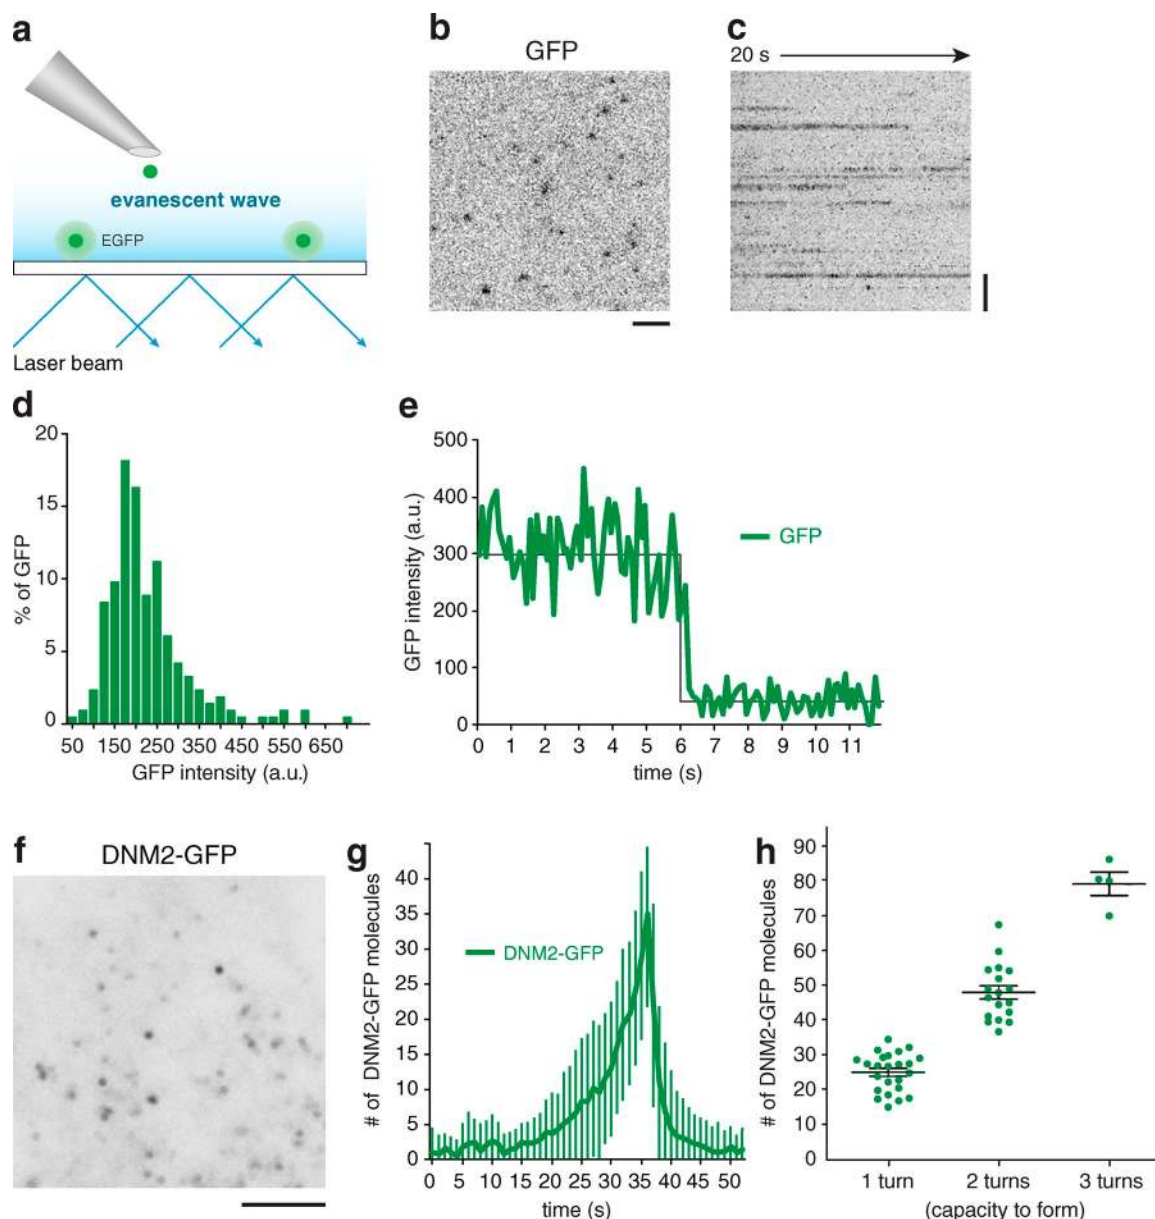 a
evanescent wave
EGFP
Laser beam
b
GFP
c
20 s
d
20
15
10
5
0
% of GFP
50 150 250 350 450 550 650
GFP intensity (a.u.)
e
500
400
300
200
100
0
GFP intensity (a.u.)
GFP
0 1 2 3 4 5 6 7 8 9 10 11
time (s)
f
DNM2-GFP
g
40
35
30
25
20
15
10
5
0
# of DNM2-GFP molecules
DNM2-GFP
0 5 10 15 20 25 30 35 40 45 50
time (s)
h
90
80
70
60
50
40
30
20
10
0
# of DNM2-GFP molecules
1 turn 2 turns 3 turns
(capacity to form)